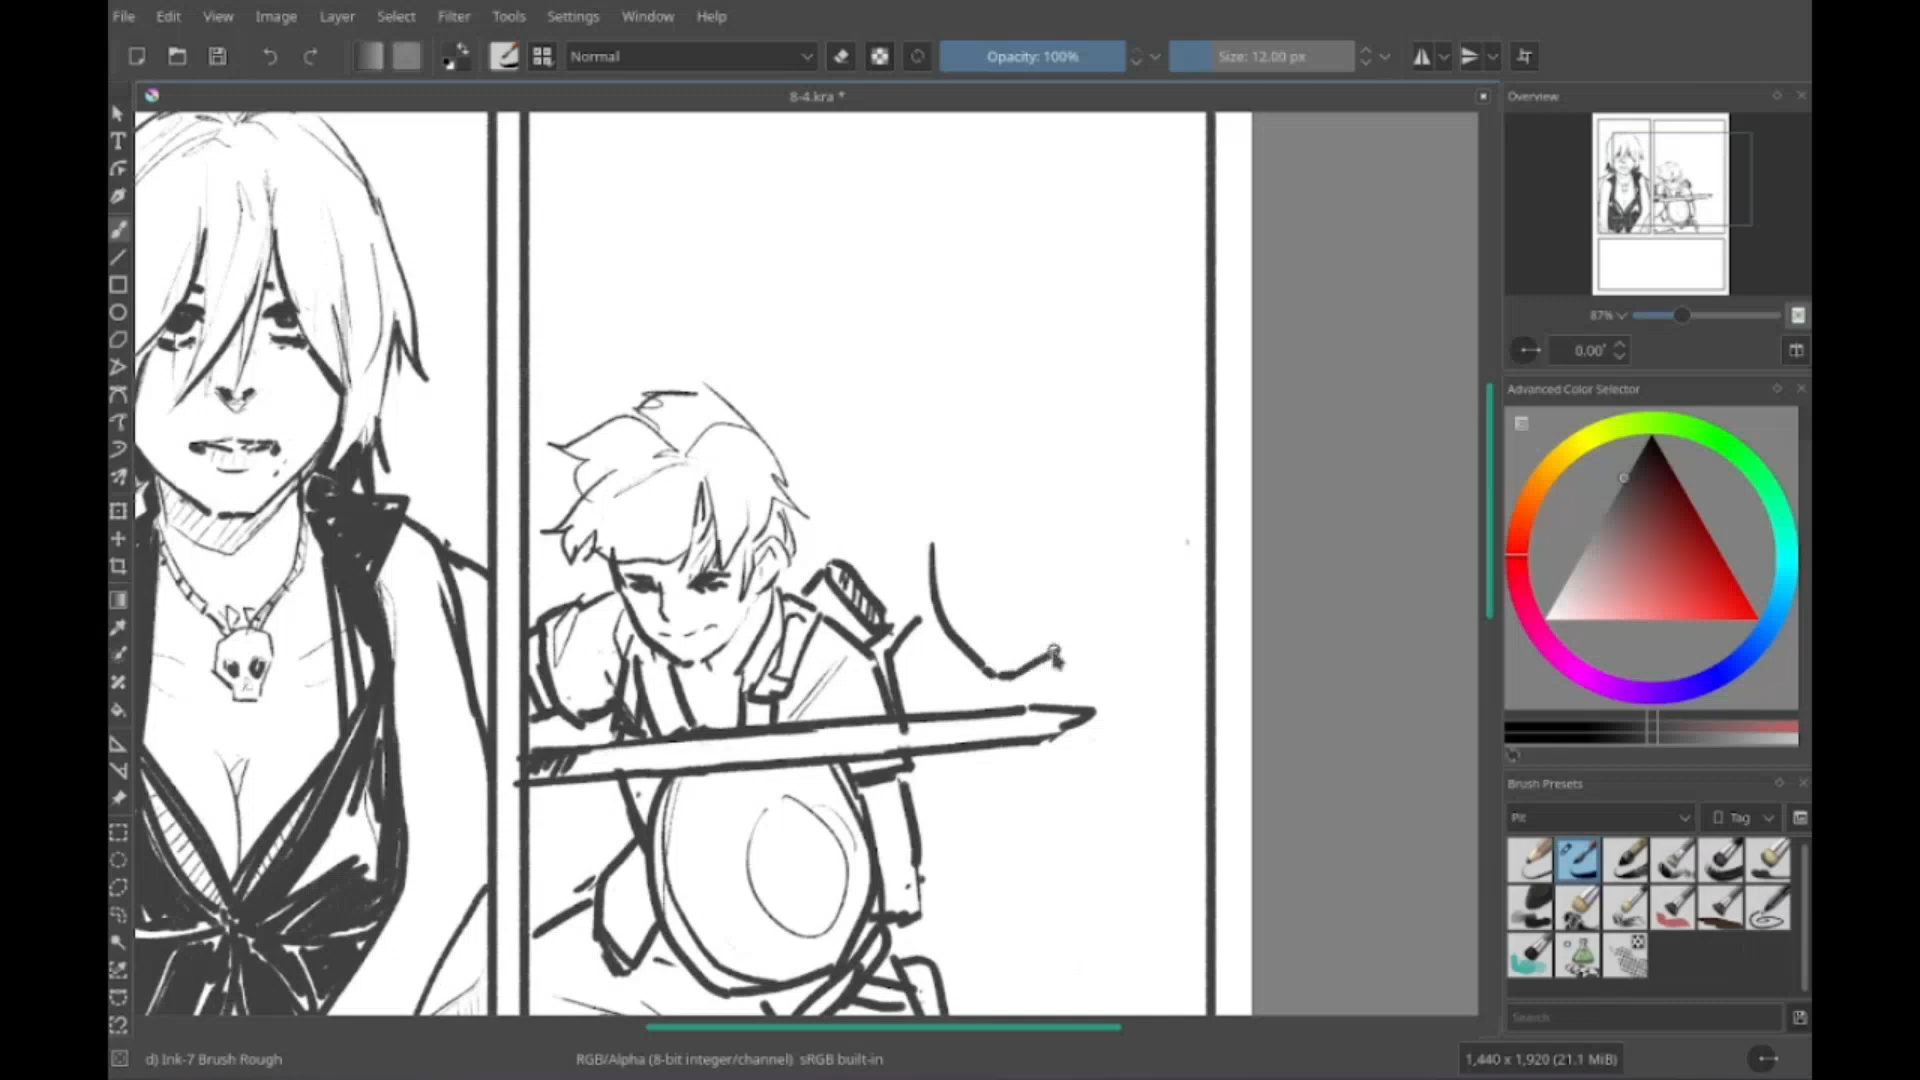 File Edit View Image Layer Select Filter Tools Settings Window Help
Normal
Opacity: 100%
Size: 12.00 px
8-4.kra *
Overview
87%
0.00°
Advanced Color Selector
Brush Presets
Pit
Tag
Search
d) Ink-7 Brush Rough
RGB/Alpha (8-bit integer/channel) sRGB built-in
1,440 x 1,920 (21.1 MiB)